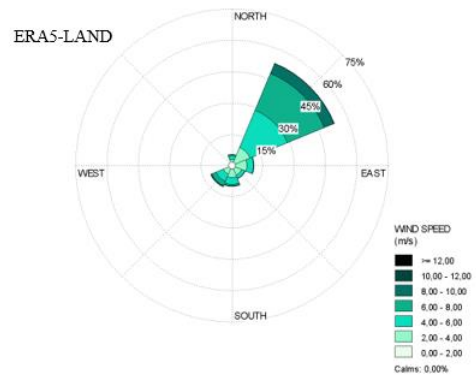 NORTH
ERA5-LAND
75%
60%
45%
30%
15%
WEST
EAST
SOUTH
WIND SPEED
(m/s)
>= 12,00
10,00 - 12,00
8,00 - 10,00
6,00 - 8,00
4,00 - 6,00
2,00 - 4,00
0,00 - 2,00
Calms: 0,00%